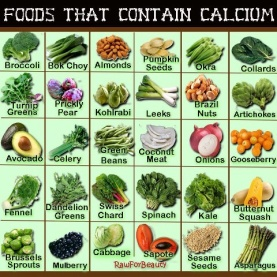 FOODS THAT CONTAIN CALCIUM
Broccoli
Bok Choy
Almonds
Pumpkin
Seeds
Okra
Collards
Turnip
Greens
Prickly
Pear
Kohlrabi
Leeks
Brazil
Nuts
Artichokes
Avocado
Celery
Green
Beans
Coconut
Meat
Onions
Gooseberry
Fennel
Dandelion
Greens
Swiss
Chard
Spinach
Kale
Butternut
Squash
Brussels
Sprouts
Mulberry
Cabbage
Sapote
Sesame
Seeds
Asparagus
RawForBeauty